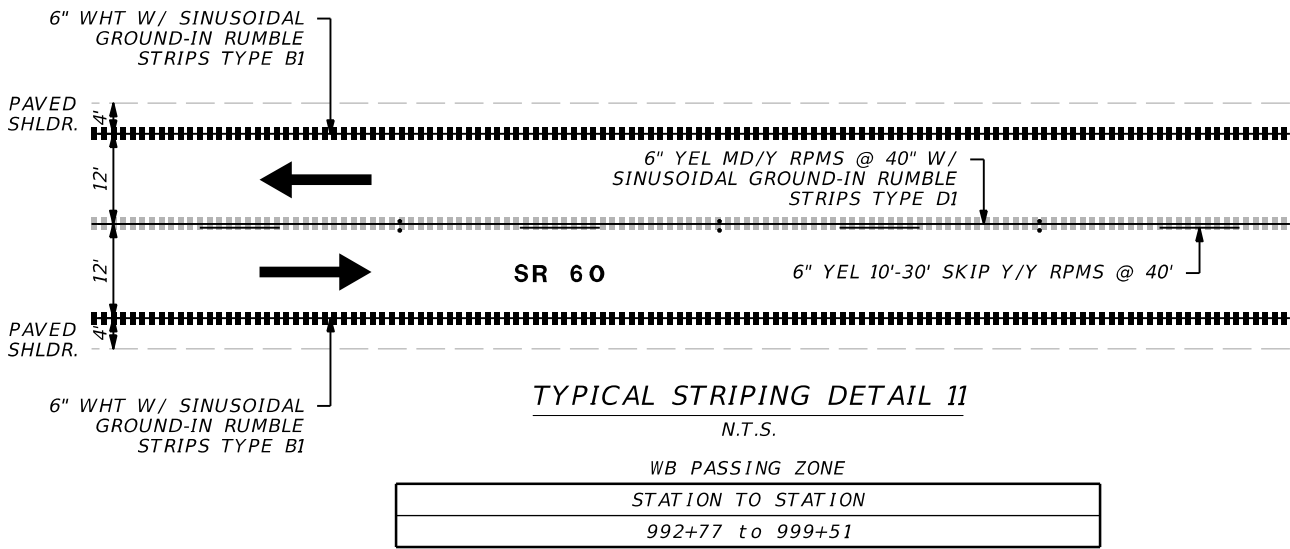 6" WHT W/ SINUSOIDAL
GROUND-IN RUMBLE
STRIPS TYPE B1
PAVED
SHLDR.
4'
12'
6" YEL MD/Y RPMS @ 40" W/
SINUSOIDAL GROUND-IN RUMBLE
STRIPS TYPE D1
12'
SR 60
6" YEL 10'-30' SKIP Y/Y RPMS @ 40'
PAVED
SHLDR.
4'
6" WHT W/ SINUSOIDAL
GROUND-IN RUMBLE
STRIPS TYPE B1
TYPICAL STRIPING DETAIL 11
N.T.S.
WB PASSING ZONE
STATION TO STATION
992+77 to 999+51